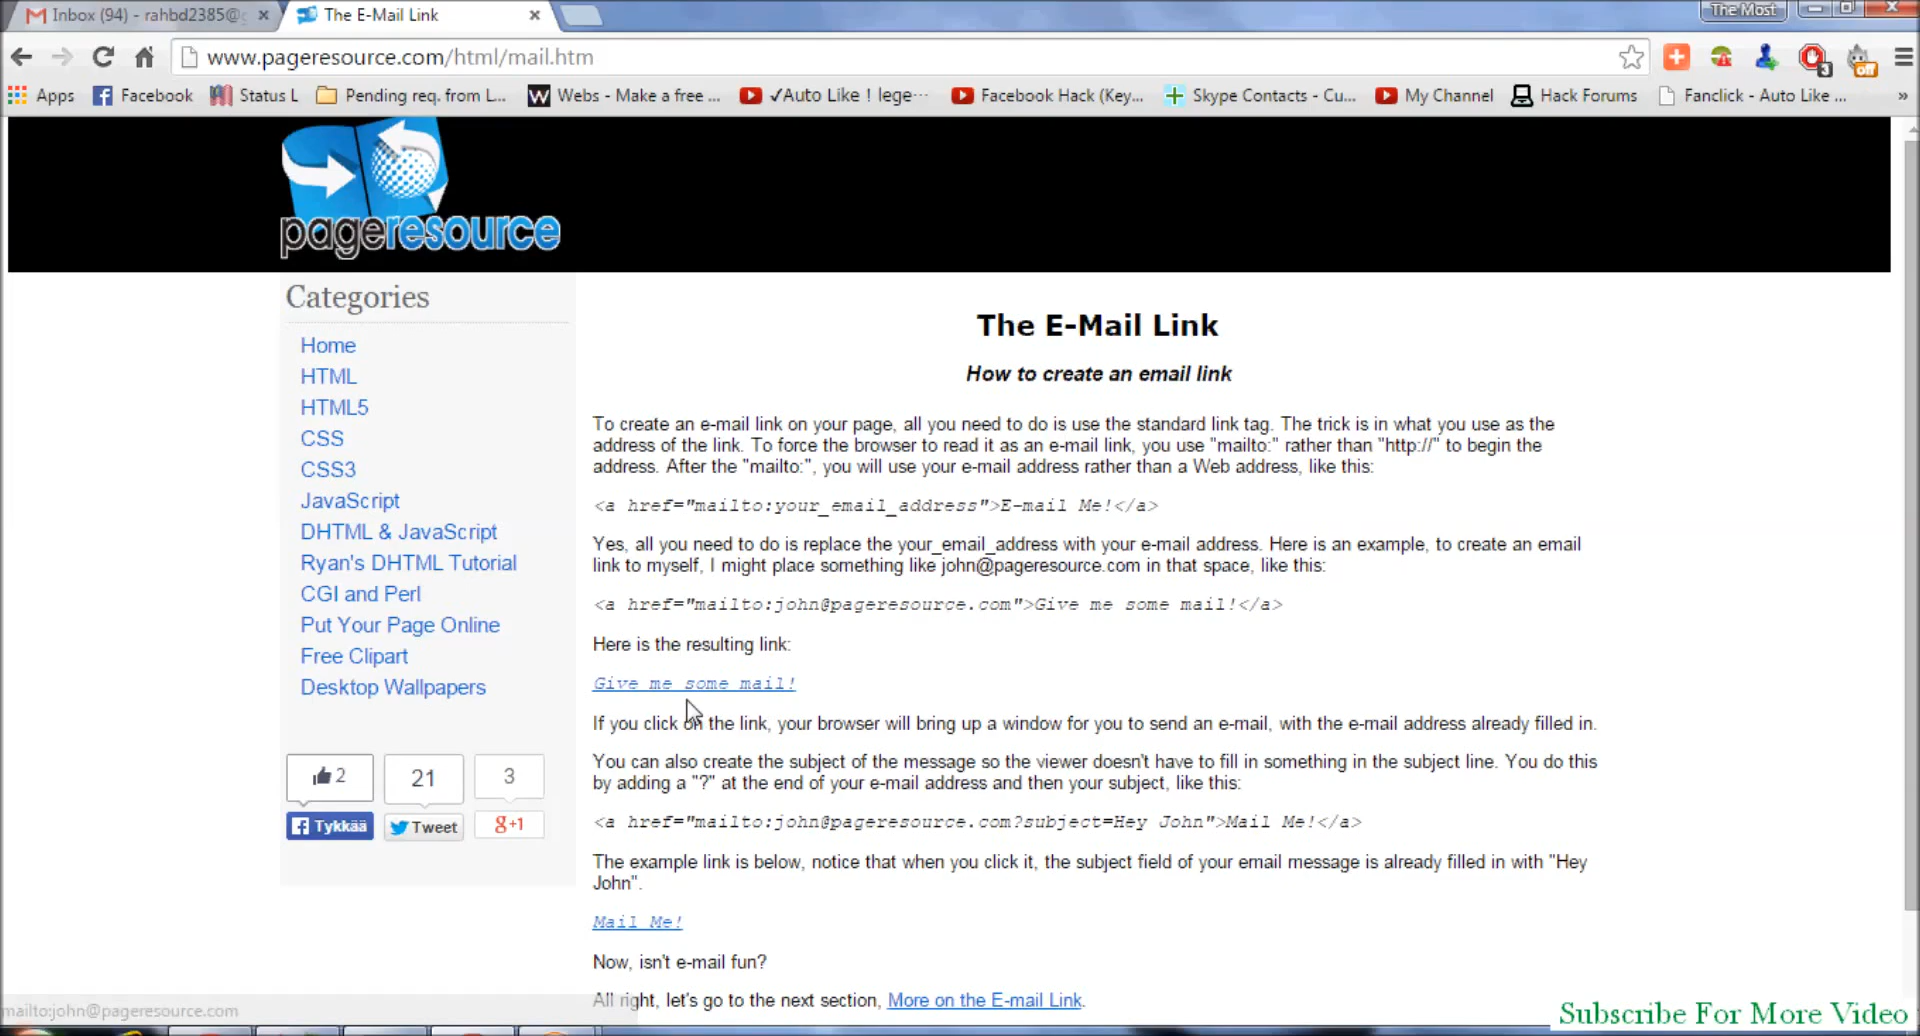 Inbox (94) - rahbd2385@g
The E-Mail Link
The Most
www.pageresource.com/html/mail.htm
3
off
Apps
Facebook
Status L
Pending req. from L...
Webs - Make a free ...
✓Auto Like ! lege...
Facebook Hack (Key...
Skype Contacts - Cu...
My Channel
Hack Forums
Fanclick - Auto Like ...
»
pageresource
Categories
Home
HTML
HTML5
CSS
CSS3
JavaScript
DHTML & JavaScript
Ryan's DHTML Tutorial
CGI and Perl
Put Your Page Online
Free Clipart
Desktop Wallpapers
2
21
3
Tykkää
Tweet
g+1
The E-Mail Link
How to create an email link
To create an e-mail link on your page, all you need to do is use the standard link tag. The trick is in what you use as the
address of the link. To force the browser to read it as an e-mail link, you use "mailto:" rather than "http://" to begin the
address. After the "mailto:", you will use your e-mail address rather than a Web address, like this:
<a href="mailto:your_email_address">E-mail Me!</a>
Yes, all you need to do is replace the your_email_address with your e-mail address. Here is an example, to create an email
link to myself, I might place something like john@pageresource.com in that space, like this:
<a href="mailto:john@pageresource.com">Give me some mail!</a>
Here is the resulting link:
Give me some mail!
If you click on the link, your browser will bring up a window for you to send an e-mail, with the e-mail address already filled in.
You can also create the subject of the message so the viewer doesn't have to fill in something in the subject line. You do this
by adding a "?" at the end of your e-mail address and then your subject, like this:
<a href="mailto:john@pageresource.com?subject=Hey John">Mail Me!</a>
The example link is below, notice that when you click it, the subject field of your email message is already filled in with "Hey
John".
Mail Me!
Now, isn't e-mail fun?
All right, let's go to the next section, More on the E-mail Link.
mailto:john@pageresource.com
Subscribe For More Video